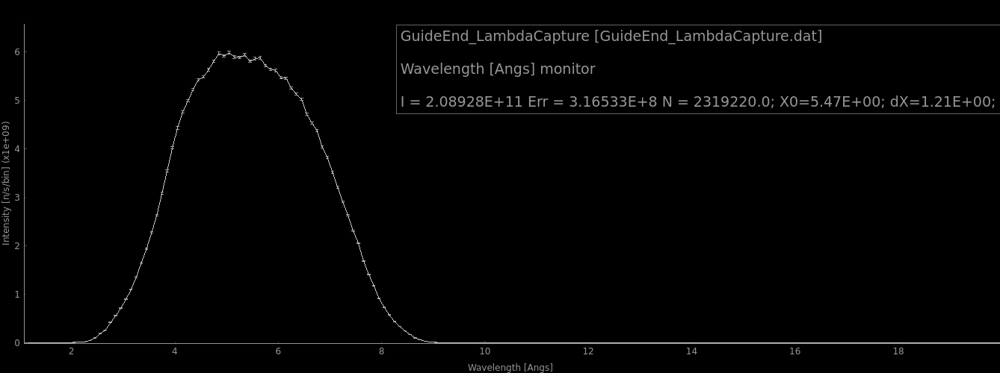 GuideEnd_LambdaCapture [GuideEnd_LambdaCapture.dat]
Wavelength [Angs] monitor
I = 2.08928E+11 Err = 3.16533E+8 N = 2319220.0; X0=5.47E+00; dX=1.21E+00;
Intensity [n/s/bin] (x1e+09)
6
5
4
3
2
1
0
2 4 6 8 10 12 14 16 18
Wavelength [Angs]